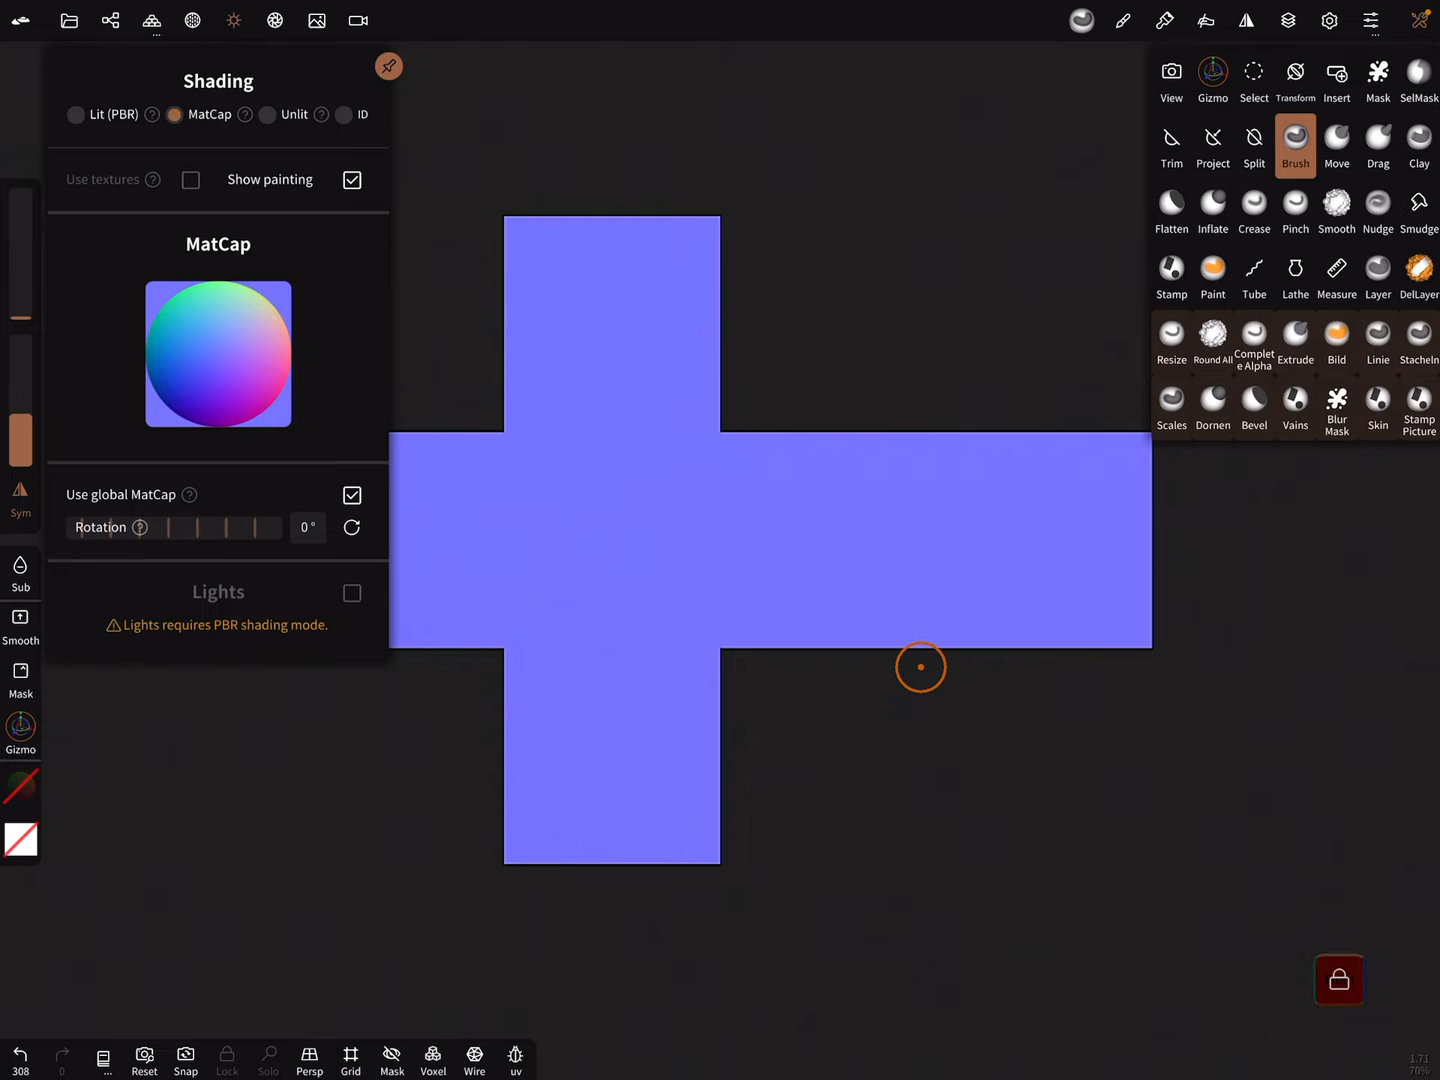 ...
...
Shading
Lit (PBR) ? MatCap ? Unlit ? ID
Use textures ? Show painting
MatCap
Use global MatCap ?
Rotation ? 0 °
Lights
Lights requires PBR shading mode.
Sym
Sub
Smooth
Mask
Gizmo
View Gizmo Select Transform Insert Mask SelMask
Trim Project Split Brush Move Drag Clay
Flatten Inflate Crease Pinch Smooth Nudge Smudge
Stamp Paint Tube Lathe Measure Layer DelLayer
Resize Round All Complet
e Alpha Extrude Bild Linie Stacheln
Scales Dornen Bevel Vains Blur
Mask Skin Stamp
Picture
308 0 ... Reset Snap Lock Solo Persp Grid Mask Voxel Wire uv
1.71
70%